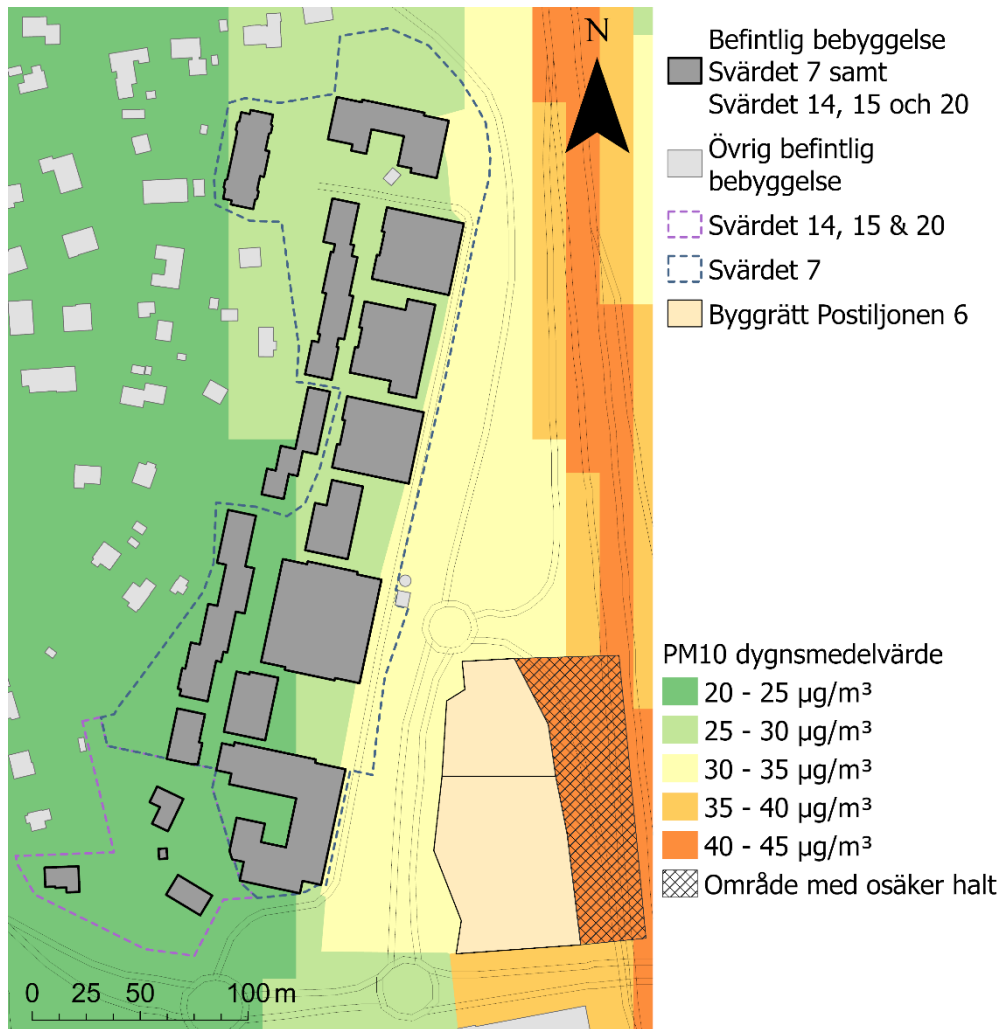 N
Befintlig bebyggelse
Svärdet 7 samt
Svärdet 14, 15 och 20
Övrig befintlig
bebyggelse
Svärdet 14, 15 & 20
Svärdet 7
Byggrätt Postiljonen 6
PM10 dygnsmedelvärde
20 - 25 µg/m³
25 - 30 µg/m³
30 - 35 µg/m³
35 - 40 µg/m³
40 - 45 µg/m³
Område med osäker halt
0 25 50 100 m